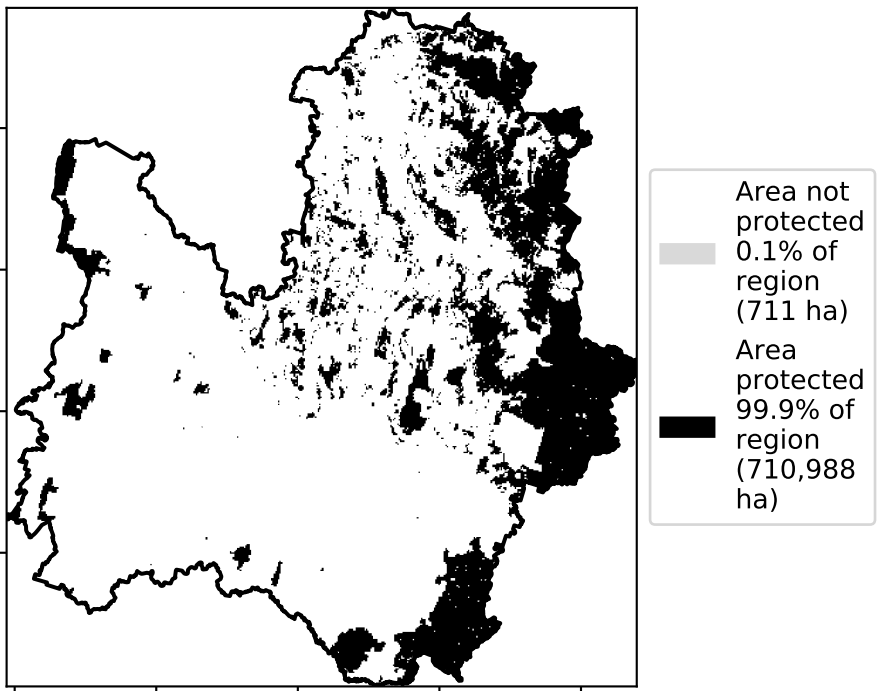 Area not
protected
0.1% of
region
(711 ha)
Area
protected
99.9% of
region
(710,988
ha)